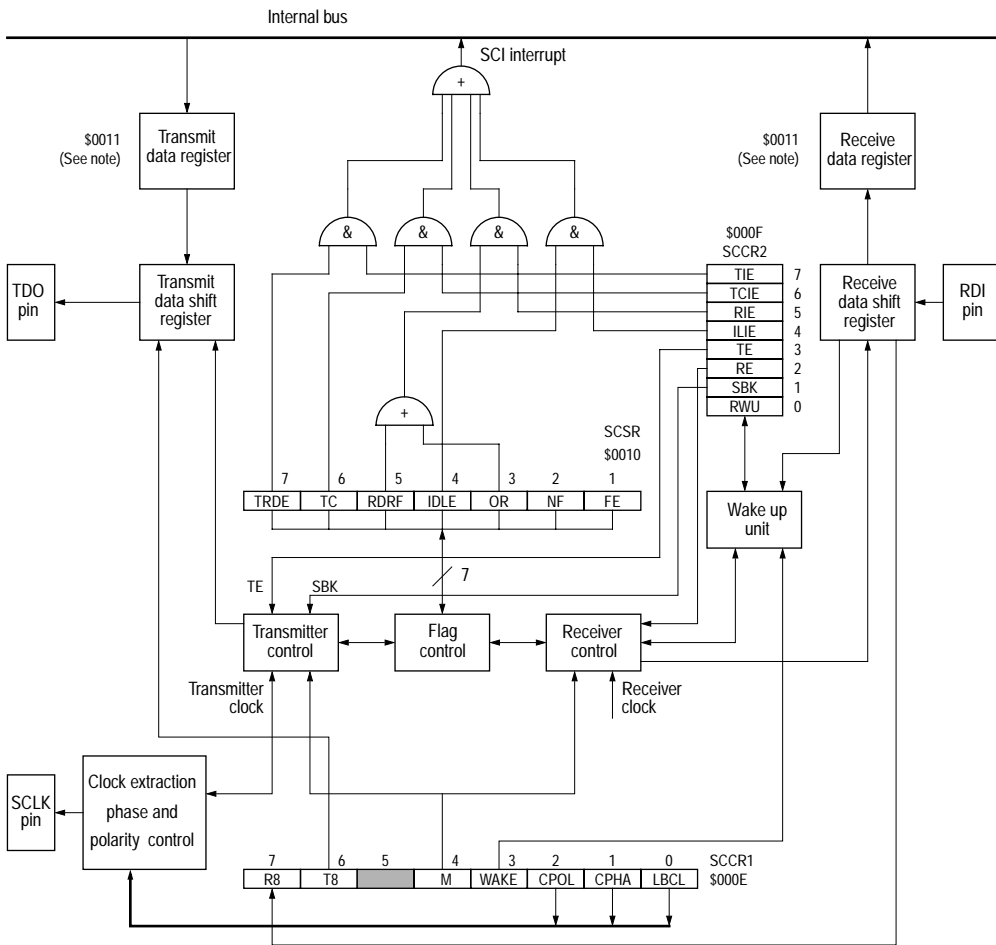 Internal bus
SCI interrupt
+
$0011
(See note)
Transmit
data register
$0011
(See note)
Receive
data register
&
&
&
&
$000F
SCCR2
TDO
pin
Transmit
data shift
register
TIE 7
TCIE 6
RIE 5
ILIE 4
TE 3
RE 2
SBK 1
RWU 0
Receive
data shift
register
RDI
pin
+
SCSR
$0010
7 6 5 4 3 2 1
TRDE TC RDRF IDLE OR NF FE
Wake up
unit
7
TE
SBK
Transmitter
control
Flag
control
Receiver
control
Transmitter
clock
Receiver
clock
SCLK
pin
Clock extraction
phase and
polarity control
7 6 5 4 3 2 1 0
R8 T8 M WAKE CPOL CPHA LBCL
SCCR1
$000E